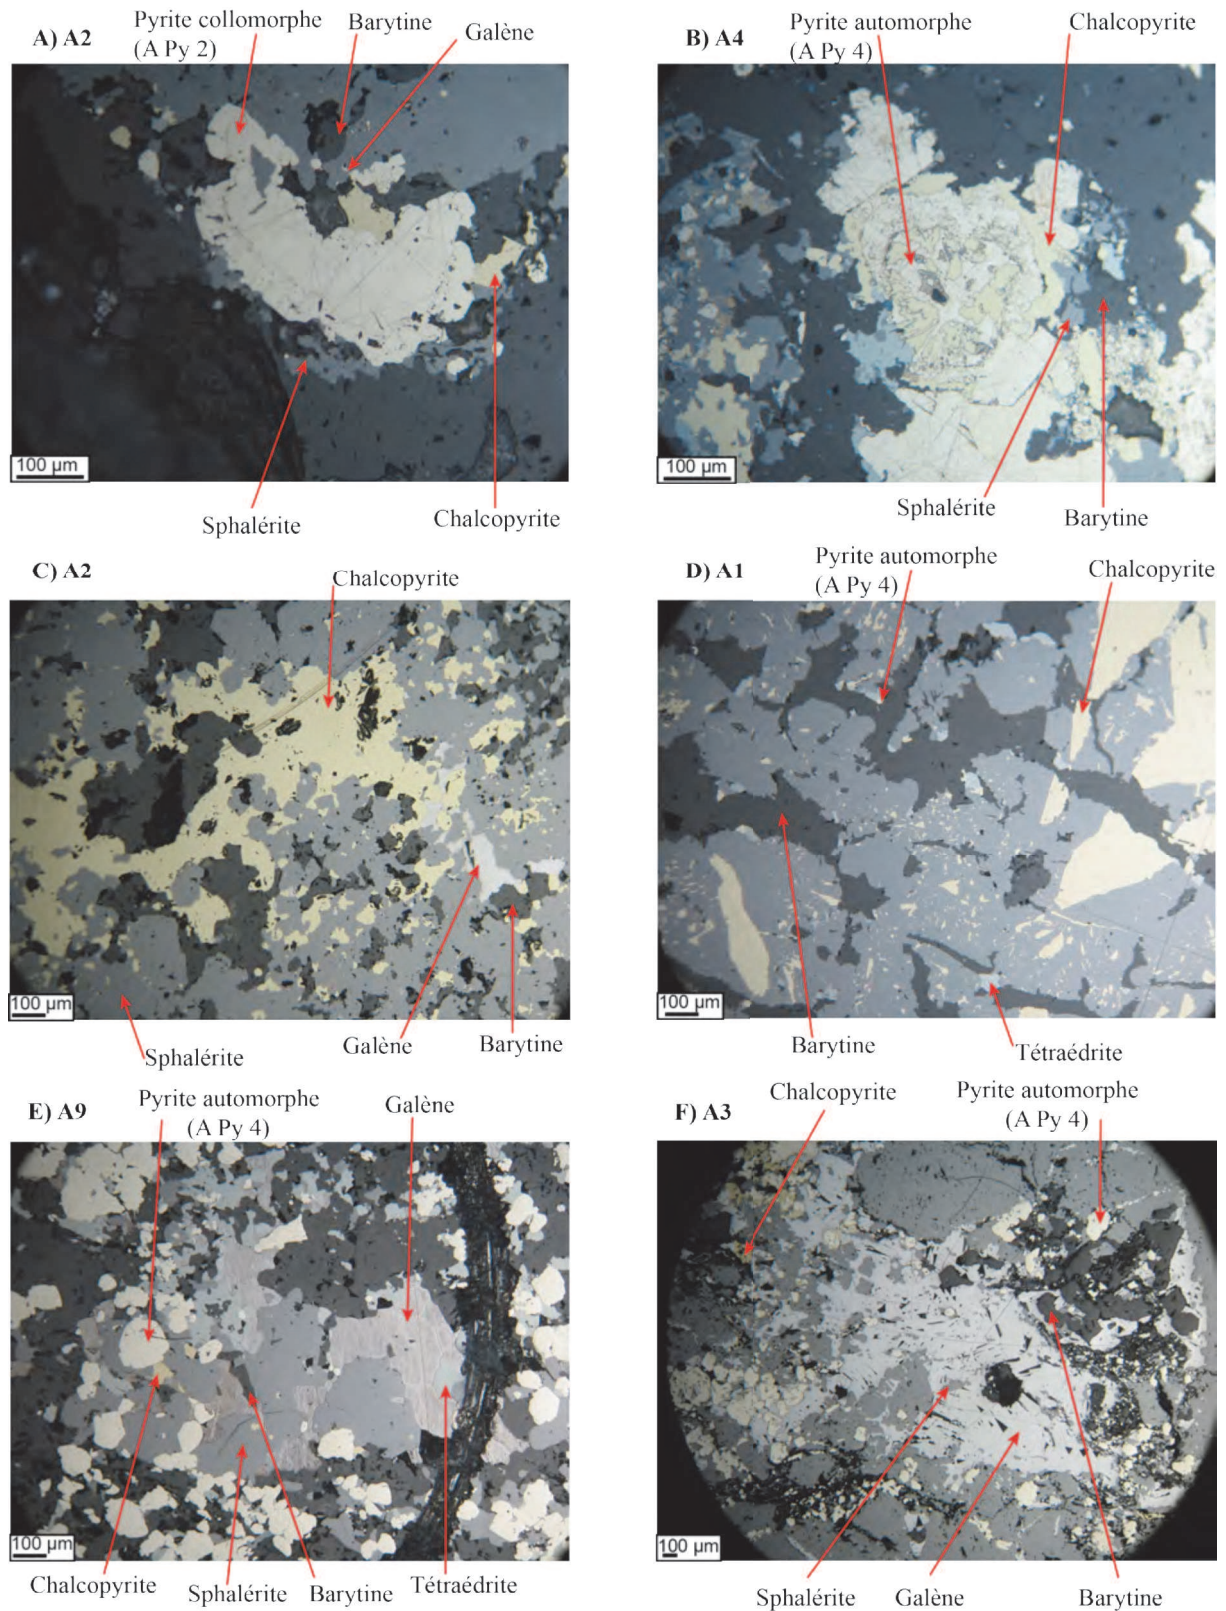 A) A2
Pyrite collomorphe
(A Py 2)
Barytine
Galène
100 µm
Sphalérite
Chalcopyrite
B) A4
Pyrite automorphe
(A Py 4)
Chalcopyrite
100 µm
Sphalérite
Barytine
C) A2
Chalcopyrite
100 µm
Sphalérite
Galène
Barytine
D) A1
Pyrite automorphe
(A Py 4)
Chalcopyrite
100 µm
Barytine
Tétraédrite
E) A9
Pyrite automorphe
(A Py 4)
Galène
100 µm
Chalcopyrite
Sphalérite
Barytine
Tétraédrite
F) A3
Chalcopyrite
Pyrite automorphe
(A Py 4)
100 µm
Sphalérite
Galène
Barytine